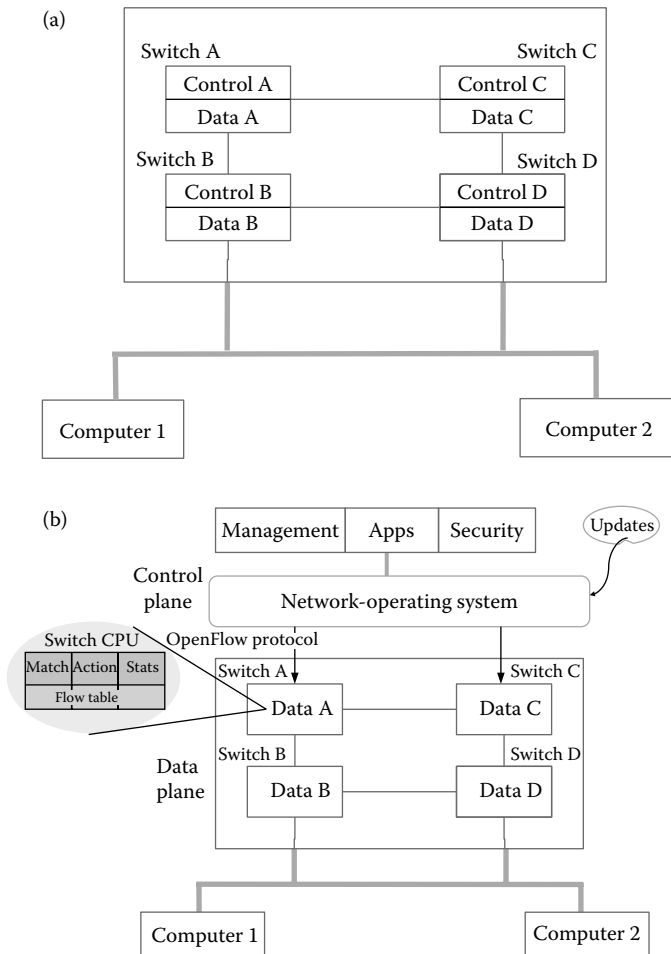 (a)
Switch A
Switch C
Control A
Control C
Data A
Data C
Switch B
Switch D
Control B
Control D
Data B
Data D
Computer 1
Computer 2
(b)
Management
Apps
Security
Updates
Control
plane
Network-operating system
OpenFlow protocol
Switch CPU
Match
Action
Stats
Flow table
Switch A
Switch C
Data A
Data C
Switch B
Switch D
Data
plane
Data B
Data D
Computer 1
Computer 2